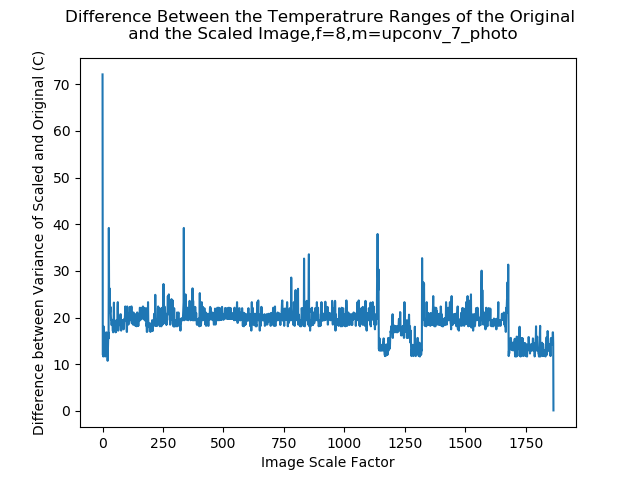 Difference Between the Temperatrure Ranges of the Original
and the Scaled Image,f=8,m=upconv_7_photo
Difference between Variance of Scaled and Original (C)
70
60
50
40
30
20
10
0
0 250 500 750 1000 1250 1500 1750
Image Scale Factor